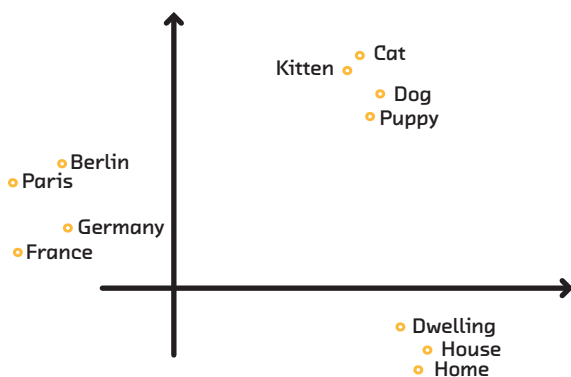 Cat
Kitten
Dog
Puppy
Berlin
Paris
Germany
France
Dwelling
House
Home